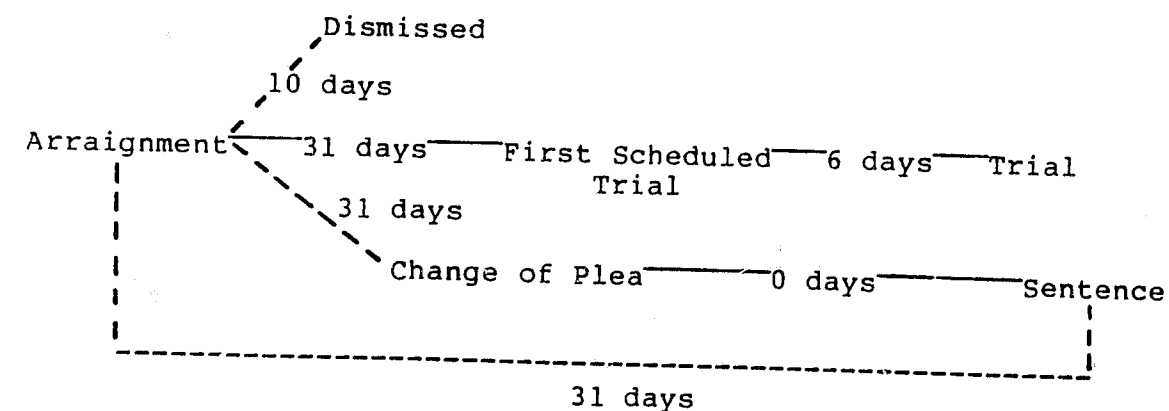 Dismissed
10 days
Arraignment 31 days First Scheduled 6 days Trial
Trial
31 days
Change of Plea 0 days Sentence
31 days